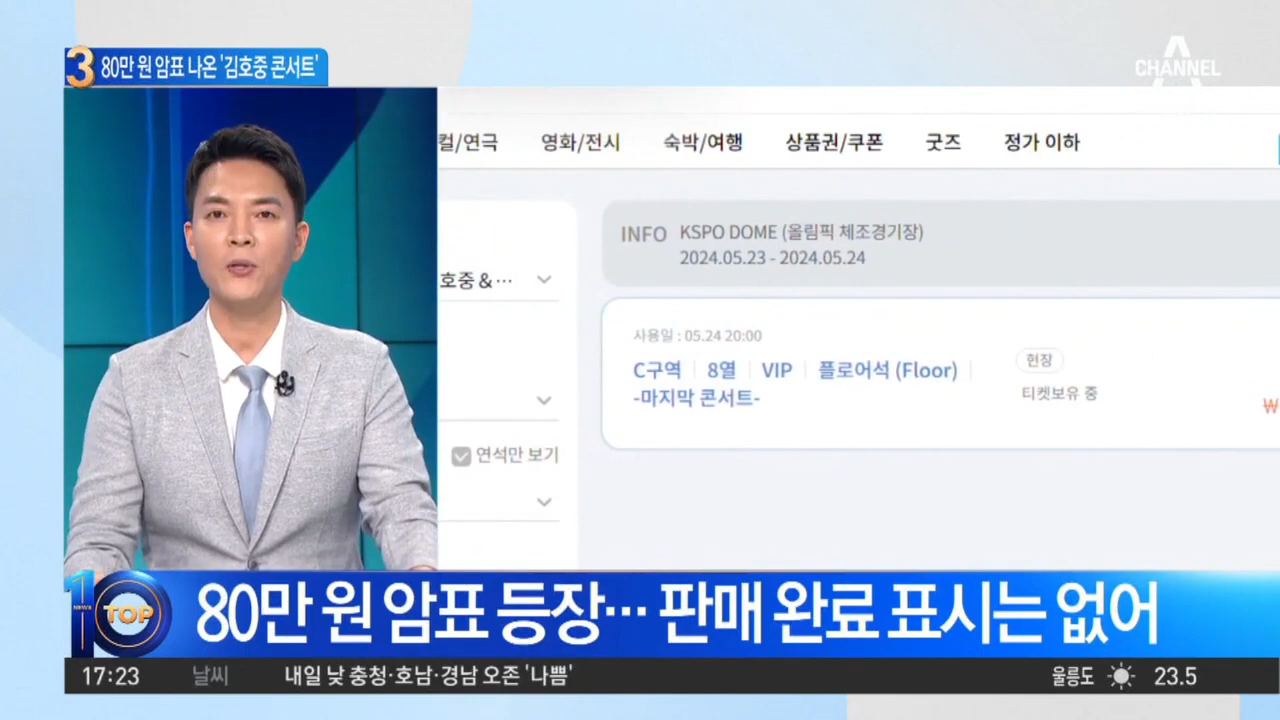 3 80만 원 암표 나온 '김호중 콘서트'
CHANNEL A
컬/연극 영화/전시 숙박/여행 상품권/쿠폰 굿즈 정가 이하
INFO KSPO DOME (올림픽 체조경기장)
2024.05.23 - 2024.05.24
호중 & ···
사용일 : 05.24 20:00
C구역 8열 VIP 플로어석 (Floor)
-마지막 콘서트-
현장
티켓보유 중
₩
연석만 보기
NEWS TOP 10
80만 원 암표 등장… 판매 완료 표시는 없어
17:23 날씨 내일 낮 충청·호남·경남 오존 '나쁨' 울릉도 23.5